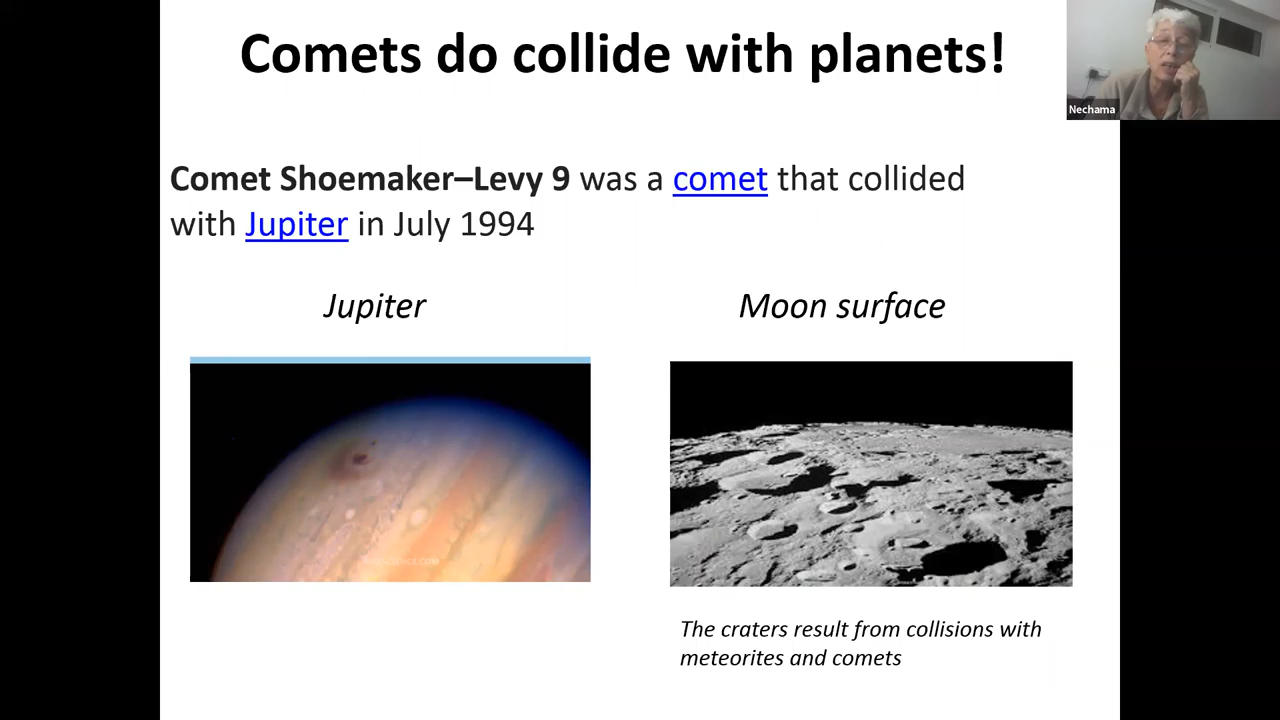 Comets do collide with planets!
Nechama
Comet Shoemaker–Levy 9 was a comet that collided
with Jupiter in July 1994
Jupiter
Moon surface
The craters result from collisions with
meteorites and comets